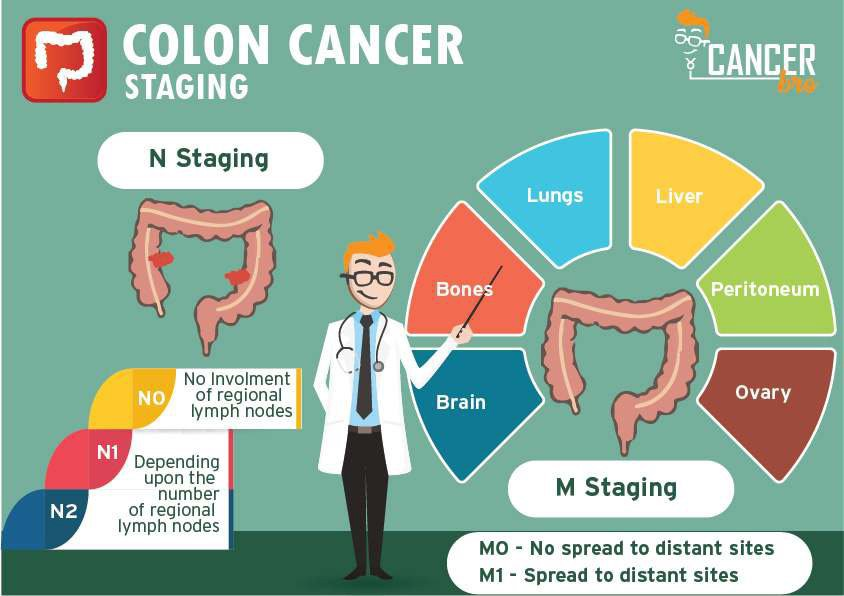 COLON CANCER
STAGING
CANCER
bro
N Staging
N0
No Involment
of regional
lymph nodes
N1
N2
Depending
upon the
number
of regional
lymph nodes
Lungs
Liver
Bones
Peritoneum
Brain
Ovary
M Staging
MO - No spread to distant sites
M1 - Spread to distant sites